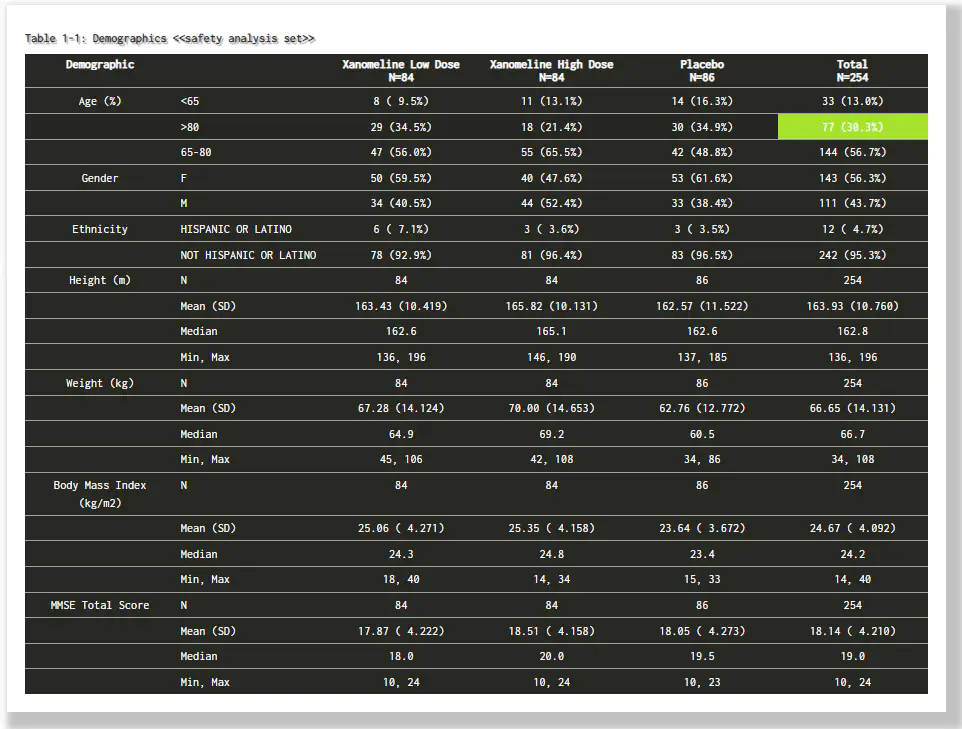 Table 1-1: Demographics <<safety analysis set>>
Demographic Xanomeline Low Dose N=84 Xanomeline High Dose N=84 Placebo N=86 Total N=254
Age (%) <65 8 ( 9.5%) 11 (13.1%) 14 (16.3%) 33 (13.0%)
>80 29 (34.5%) 18 (21.4%) 30 (34.9%) 77 (30.3%)
65-80 47 (56.0%) 55 (65.5%) 42 (48.8%) 144 (56.7%)
Gender F 50 (59.5%) 40 (47.6%) 53 (61.6%) 143 (56.3%)
M 34 (40.5%) 44 (52.4%) 33 (38.4%) 111 (43.7%)
Ethnicity HISPANIC OR LATINO 6 ( 7.1%) 3 ( 3.6%) 3 ( 3.5%) 12 ( 4.7%)
NOT HISPANIC OR LATINO 78 (92.9%) 81 (96.4%) 83 (96.5%) 242 (95.3%)
Height (m) N 84 84 86 254
Mean (SD) 163.43 (10.419) 165.82 (10.131) 162.57 (11.522) 163.93 (10.760)
Median 162.6 165.1 162.6 162.8
Min, Max 136, 196 146, 190 137, 185 136, 196
Weight (kg) N 84 84 86 254
Mean (SD) 67.28 (14.124) 70.00 (14.653) 62.76 (12.772) 66.65 (14.131)
Median 64.9 69.2 60.5 66.7
Min, Max 45, 106 42, 108 34, 86 34, 108
Body Mass Index (kg/m2) N 84 84 86 254
Mean (SD) 25.06 ( 4.271) 25.35 ( 4.158) 23.64 ( 3.672) 24.67 ( 4.092)
Median 24.3 24.8 23.4 24.2
Min, Max 18, 40 14, 34 15, 33 14, 40
MMSE Total Score N 84 84 86 254
Mean (SD) 17.87 ( 4.222) 18.51 ( 4.158) 18.05 ( 4.273) 18.14 ( 4.210)
Median 18.0 20.0 19.5 19.0
Min, Max 10, 24 10, 24 10, 23 10, 24